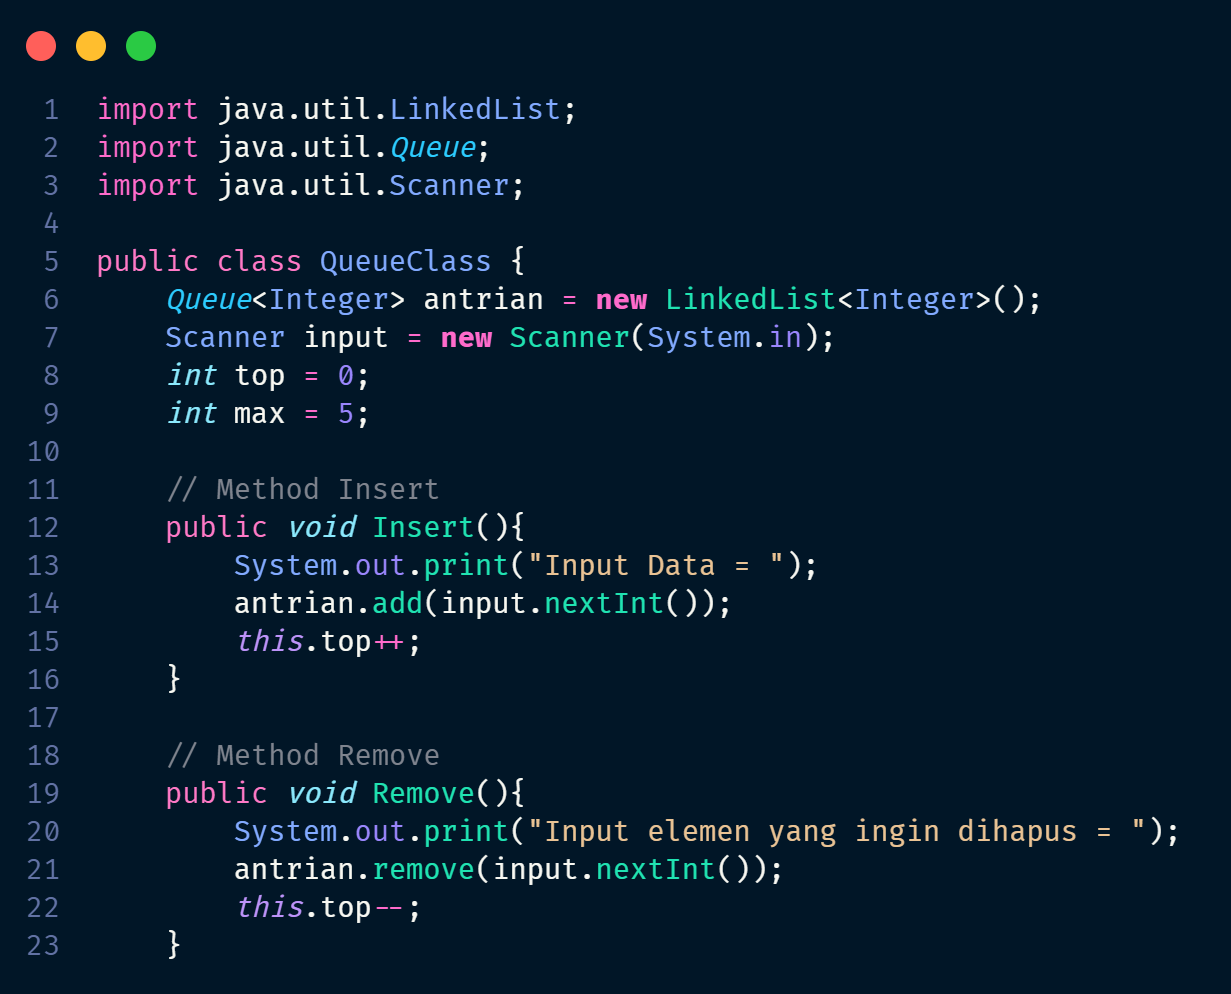 1 import java.util.LinkedList;
2 import java.util.Queue;
3 import java.util.Scanner;
4
5 public class QueueClass {
6     Queue<Integer> antrian = new LinkedList<Integer>();
7     Scanner input = new Scanner(System.in);
8     int top = 0;
9     int max = 5;
10
11     // Method Insert
12     public void Insert(){
13         System.out.print("Input Data = ");
14         antrian.add(input.nextInt());
15         this.top++;
16     }
17
18     // Method Remove
19     public void Remove(){
20         System.out.print("Input elemen yang ingin dihapus = ");
21         antrian.remove(input.nextInt());
22         this.top--;
23     }